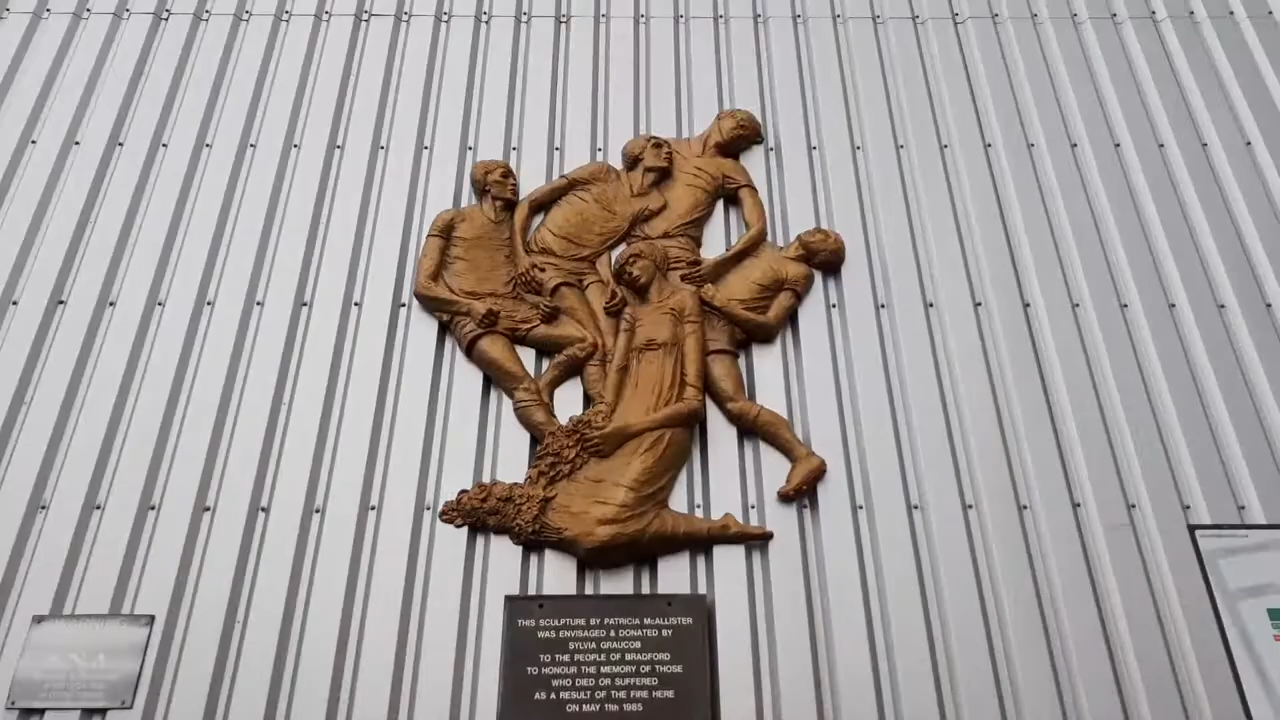 THIS SCULPTURE BY PATRICIA McALLISTER
WAS ENVISAGED & DONATED BY
SYLVIA GRAUCOB
TO THE PEOPLE OF BRADFORD
TO HONOUR THE MEMORY OF THOSE
WHO DIED OR SUFFERED
AS A RESULT OF THE FIRE HERE
ON MAY 11th 1985